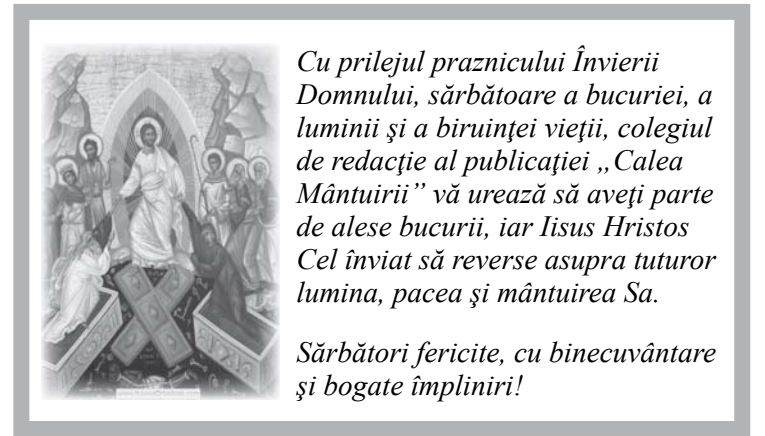 Cu prilejul praznicului Învierii
Domnului, sărbătoare a bucuriei, a
luminii şi a biruinţei vieţii, colegiul
de redacţie al publicaţiei „Calea
Mântuirii” vă urează să aveţi parte
de alese bucurii, iar Iisus Hristos
Cel înviat să reverse asupra tuturor
lumina, pacea şi mântuirea Sa.
Sărbători fericite, cu binecuvântare
şi bogate împliniri!